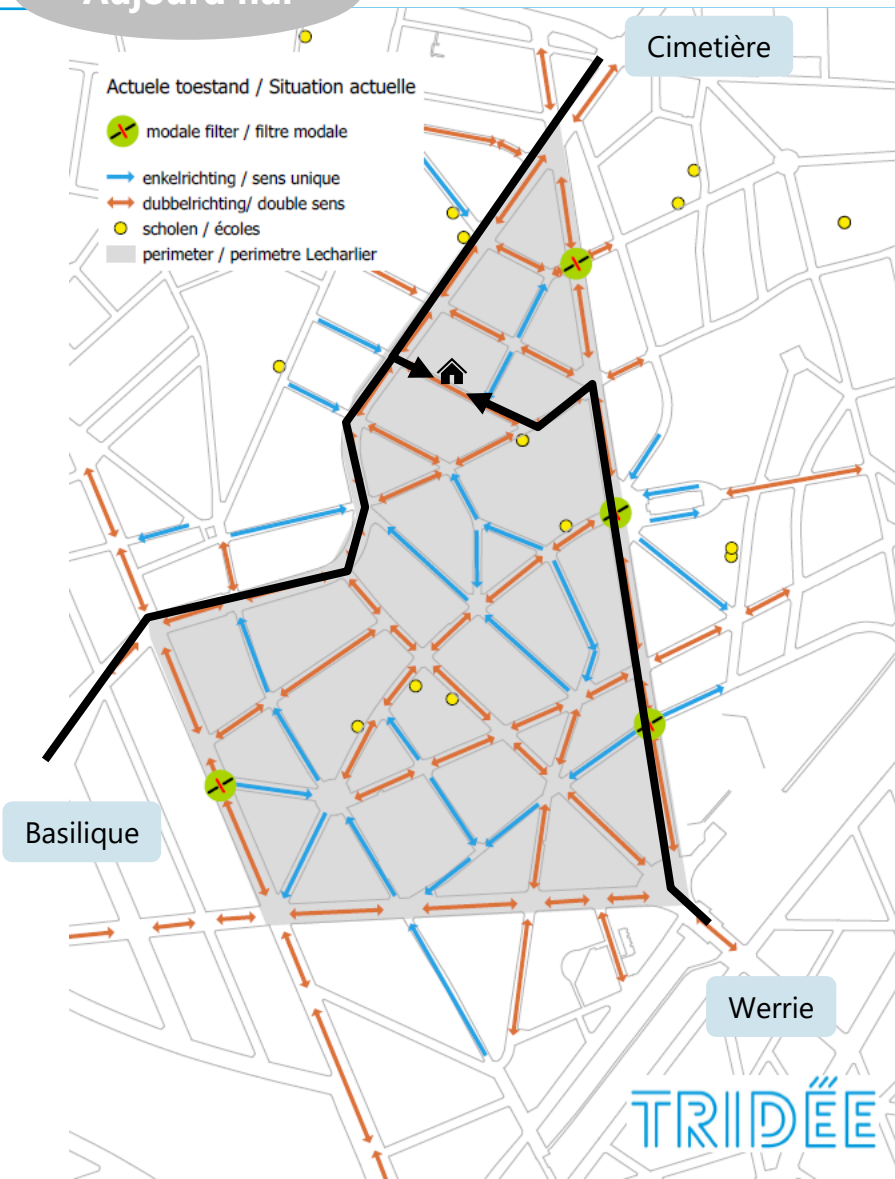 Aujourd'hui
Cimetière
Actuele toestand / Situation actuelle
modale filter / filtre modale
enkelrichting / sens unique
dubbelrichting/ double sens
scholen / écoles
perimeter / perimetre Lecharlier
Basilique
Werrie
TRIDËE